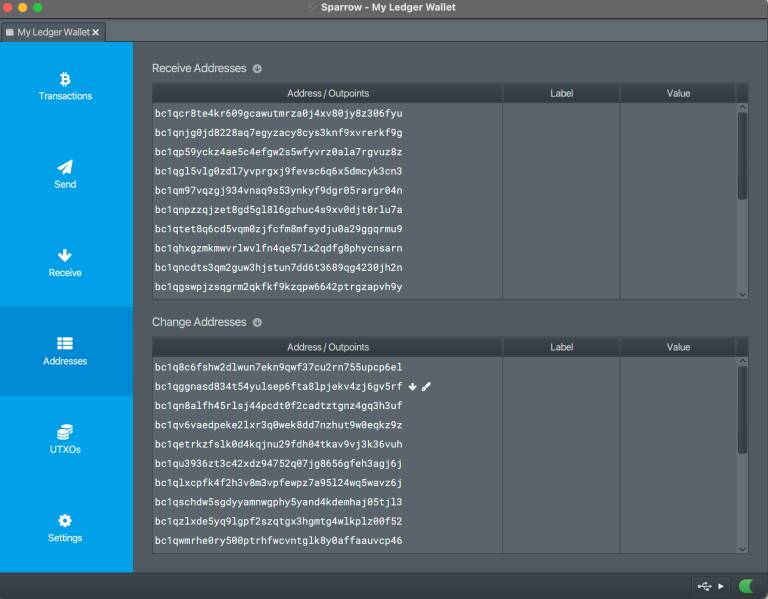 Sparrow - My Ledger Wallet
My Ledger Wallet
Transactions
Send
Receive
Addresses
UTXOs
Settings
Receive Addresses
Address / Outpoints Label Value
bc1qcr8te4kr609gcawutmrza0j4xv80jy8z306fyu
bc1qnjg0jd8228aq7egyzacy8cys3knf9xvrerkf9g
bc1qp59yckz4ae5c4efgw2s5wfyvrz0ala7rgvuz8z
bc1qgl5vlg0zdl7yvprgxj9fevsc6q6x5dmcyk3cn3
bc1qm97vqzgj934vnaq9s53ynkyf9dgr05rargr04n
bc1qnpzzqjzet8gd5gl8l6gzhuc4s9xv0djt0rlu7a
bc1qtet8q6cd5vqm0zjfcfm8mfsydju0a29ggqrmu9
bc1qhxgzmkmwvrlwvlfn4qe57lx2qdfg8phycnsarn
bc1qncdts3qm2guw3hjstun7dd6t3689qg4230jh2n
bc1qgswpjzsqgrm2qkfkf9kzqpw6642ptrgzapvh9y
Change Addresses
Address / Outpoints Label Value
bc1q8c6fshw2dlwun7ekn9qwf37cu2rn755upcp6el
bc1qggnasd834t54yulsep6fta8lpjekv4zj6gv5rf
bc1qn8alfh45rlsj44pcdt0f2cadtztgnz4gq3h3uf
bc1qv6vaedpeke2lxr3q0wek8dd7nzhut9w0eqkz9z
bc1qetrkzfslk0d4kqjnu29fdh04tkav9vj3k36vuh
bc1qu3936zt3c42xdz94752q07jg8656gfeh3agj6j
bc1qlxcpfk4f2h3v8m3vpfewpz7a95l24wq5wavz6j
bc1qschdw5sgdyyamnwgphy5yand4kdemhaj05tjl3
bc1qzlxde5yq9lgpf2szqtgx3hgmtg4wlkplz00f52
bc1qwmrhe0ry500ptrhfwcvntglk8y0affaauvcp46